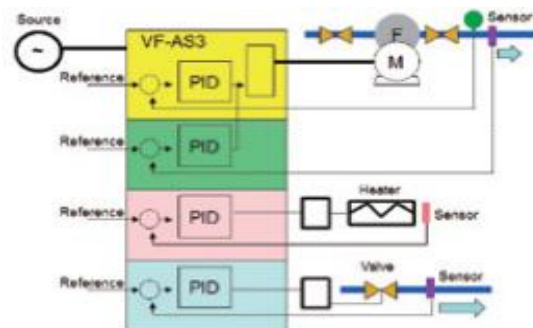 Source
~
VF-AS3
F
Sensor
M
Reference
PID
Reference
PID
Heater
Reference
PID
Sensor
Valve
Sensor
Reference
PID